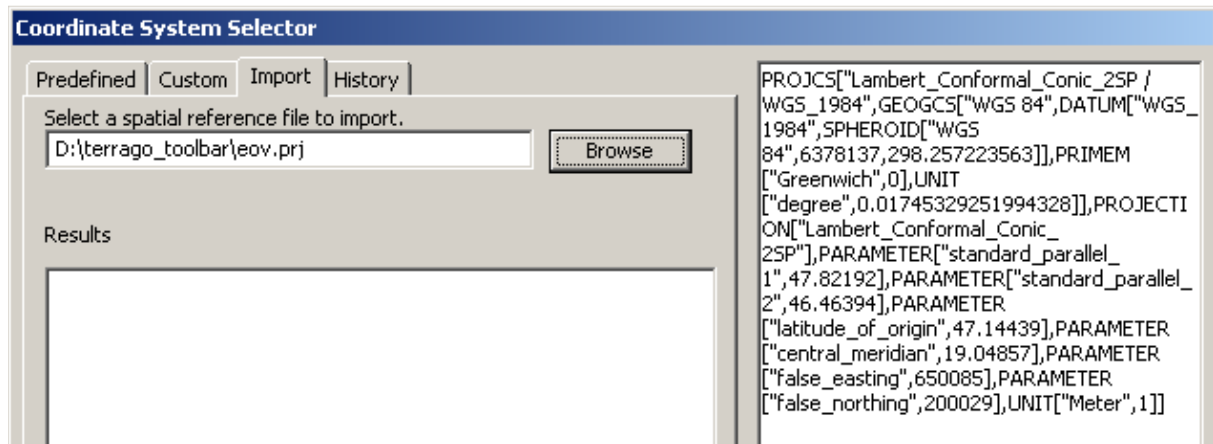 Coordinate System Selector
Predefined Custom Import History
Select a spatial reference file to import.
D:\terrago_toolbar\eov.prj Browse
Results
PROJCS["Lambert_Conformal_Conic_2SP /
WGS_1984",GEOGCS["WGS 84",DATUM["WGS_
1984",SPHEROID["WGS
84",6378137,298.257223563]],PRIMEM
["Greenwich",0],UNIT
["degree",0.01745329251994328]],PROJECTI
ON["Lambert_Conformal_Conic_
2SP"],PARAMETER["standard_parallel_
1",47.82192],PARAMETER["standard_parallel_
2",46.46394],PARAMETER
["latitude_of_origin",47.14439],PARAMETER
["central_meridian",19.04857],PARAMETER
["false_easting",650085],PARAMETER
["false_northing",200029],UNIT["Meter",1]]